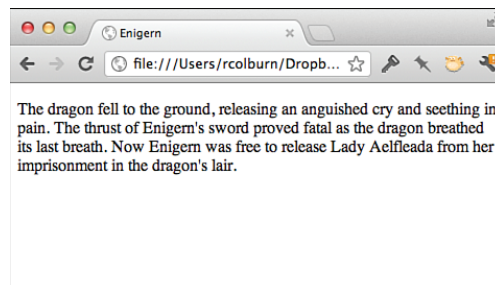 Enigern
file:///Users/rcolburn/Dropb...
The dragon fell to the ground, releasing an anguished cry and seething in
pain. The thrust of Enigern's sword proved fatal as the dragon breathed
its last breath. Now Enigern was free to release Lady Aelfleada from her
imprisonment in the dragon's lair.